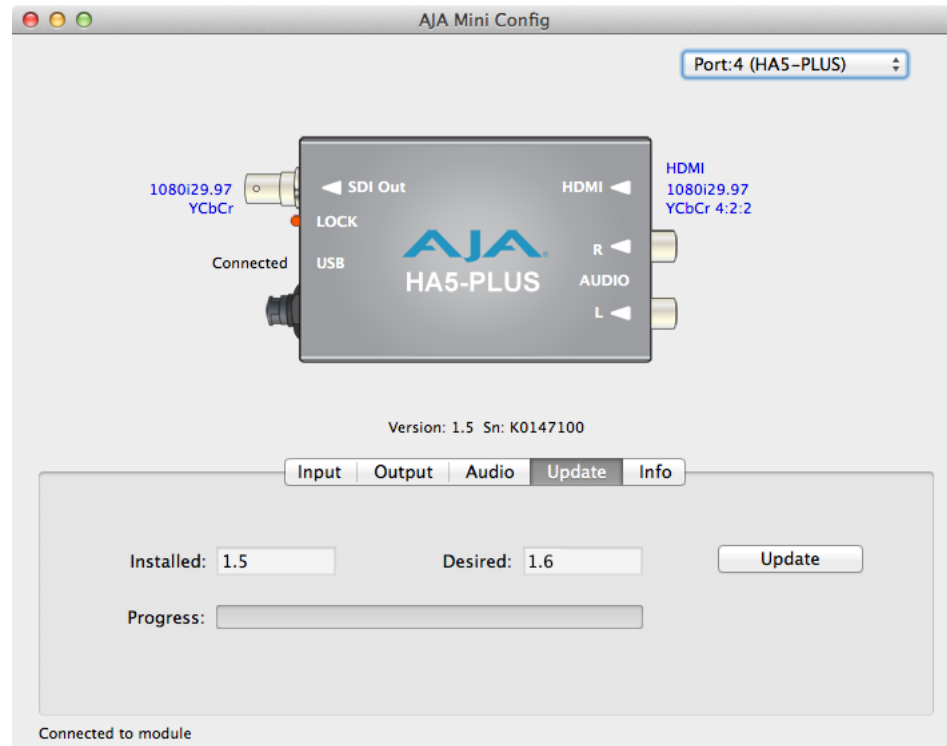 AJA Mini Config
Port:4 (HA5-PLUS)
1080i29.97
YCbCr
SDI Out
HDMI
HDMI
1080i29.97
YCbCr 4:2:2
LOCK
Connected
USB
AJA
HA5-PLUS
R
AUDIO
L
Version: 1.5 Sn: K0147100
Input Output Audio Update Info
Installed: 1.5 Desired: 1.6 Update
Progress:
Connected to module